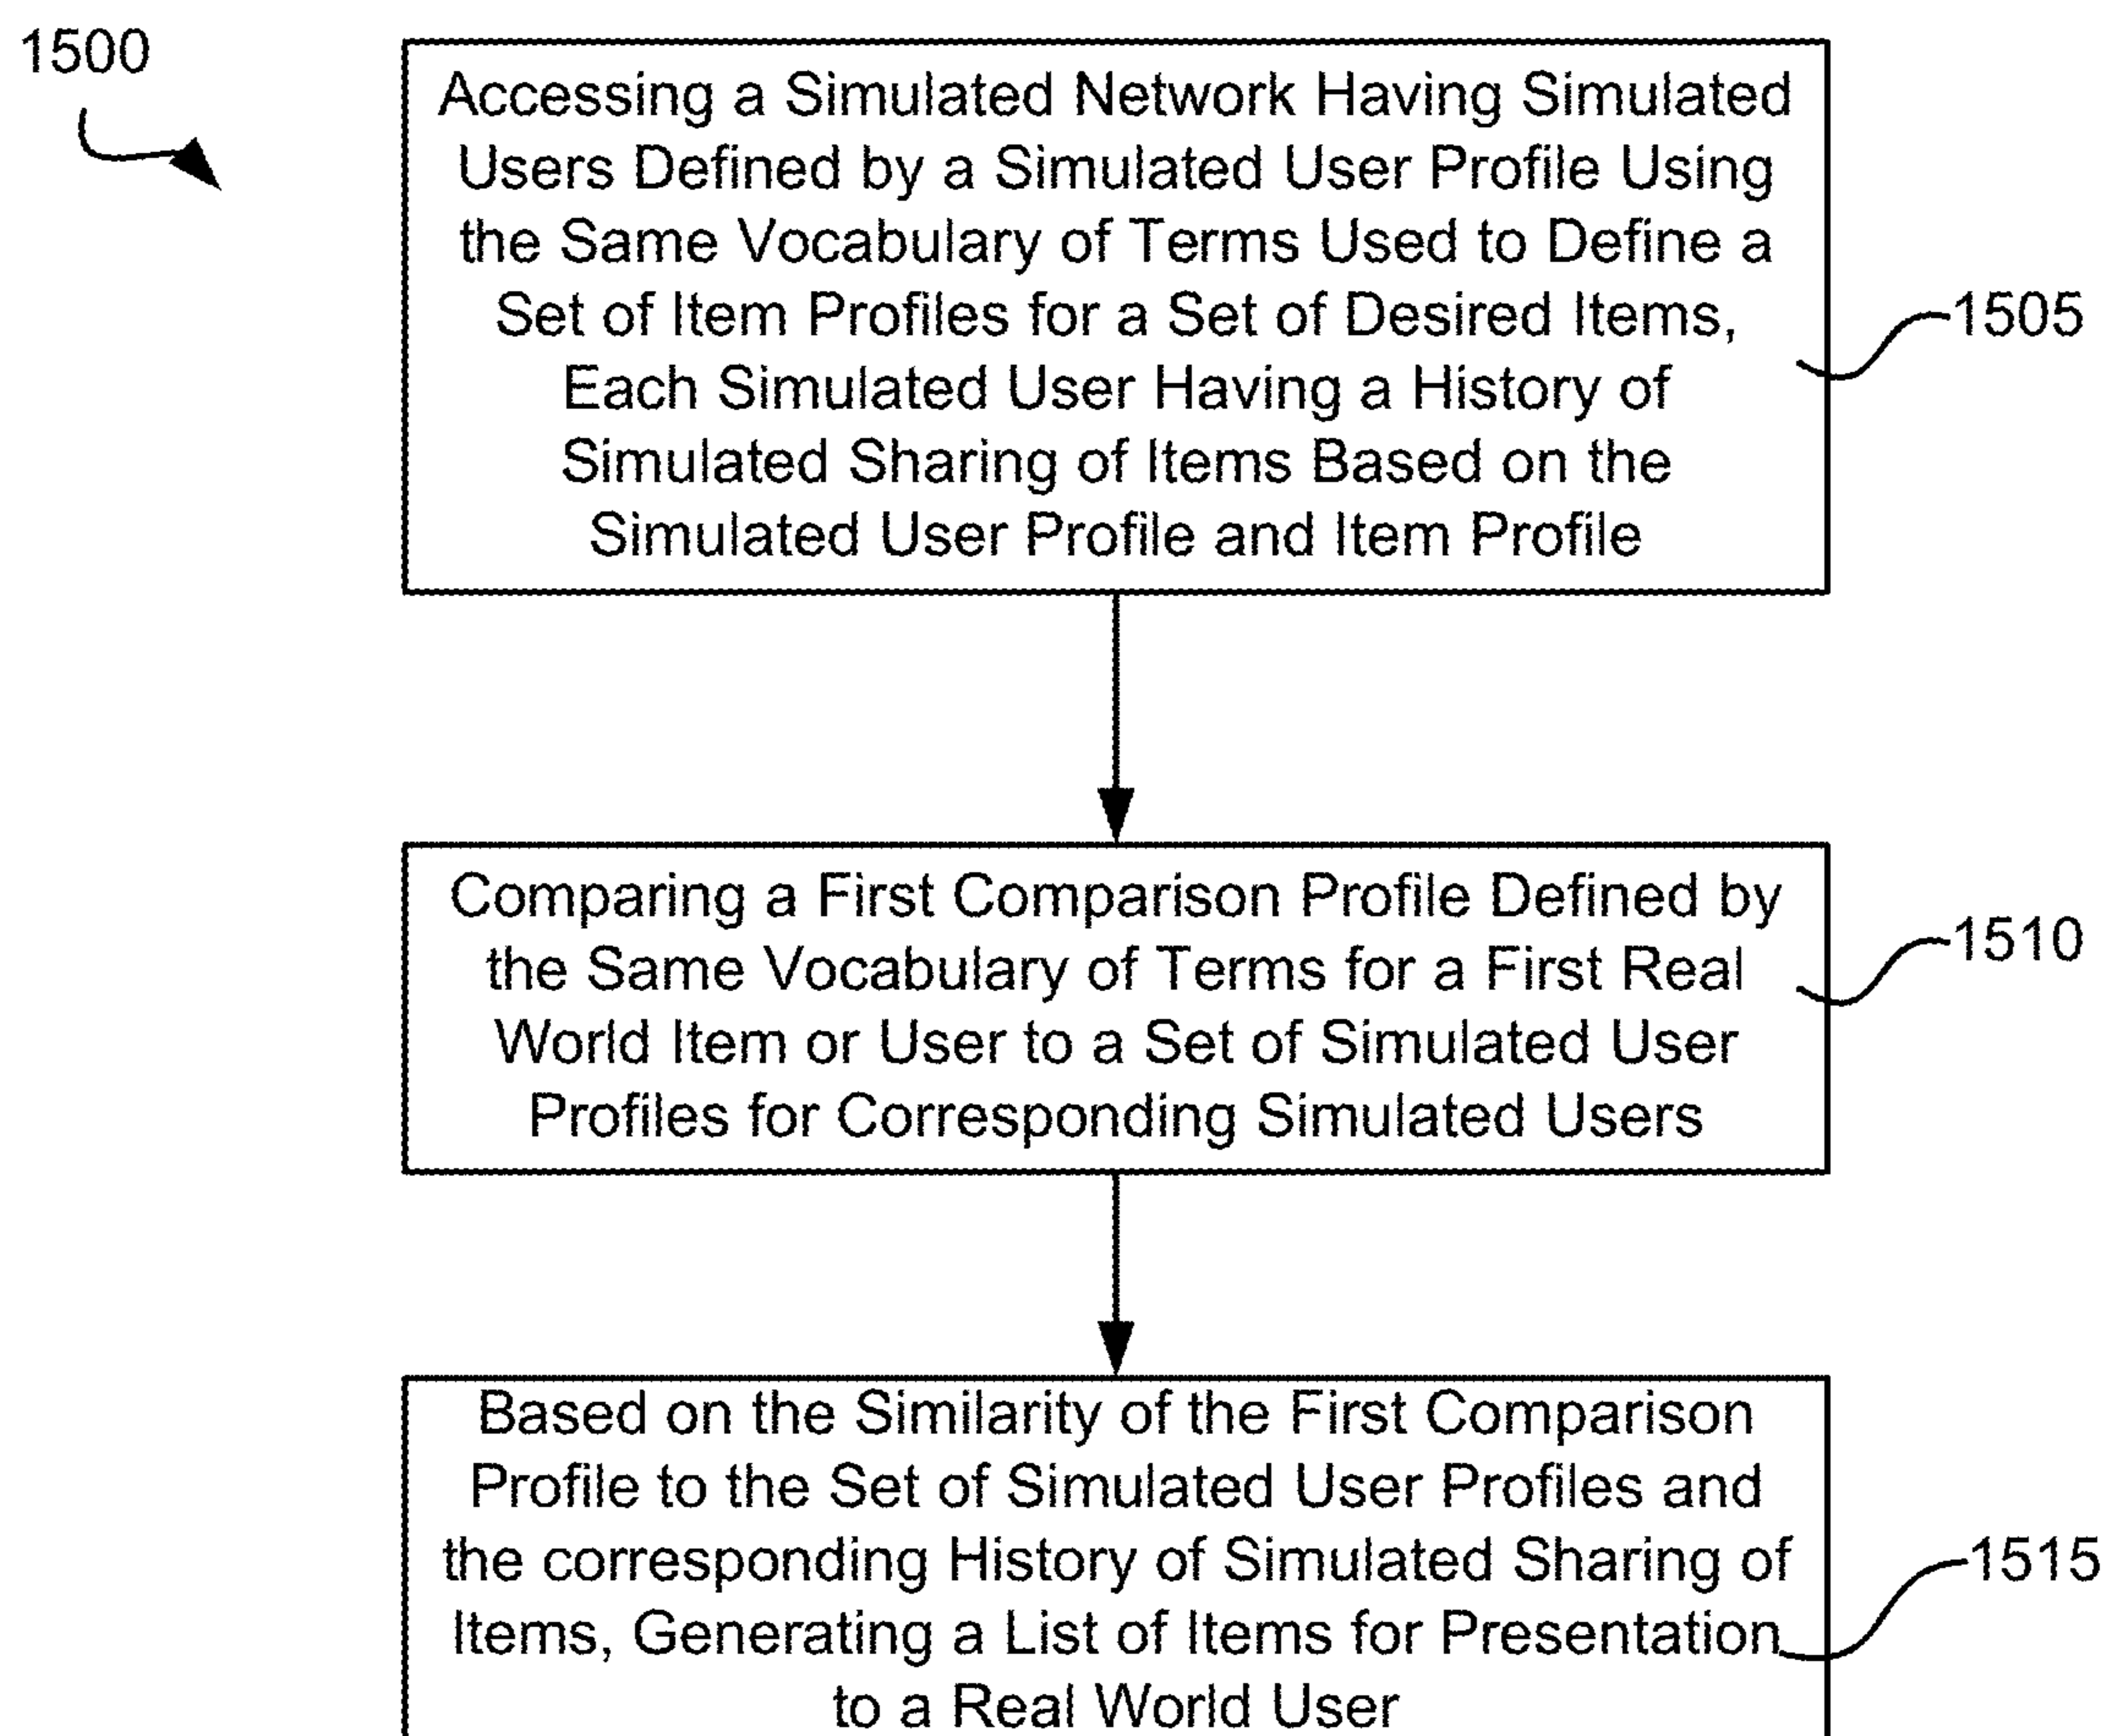 1500
Accessing a Simulated Network Having Simulated
Users Defined by a Simulated User Profile Using
the Same Vocabulary of Terms Used to Define a
Set of Item Profiles for a Set of Desired Items,
Each Simulated User Having a History of
Simulated Sharing of Items Based on the
Simulated User Profile and Item Profile
1505
Comparing a First Comparison Profile Defined by
the Same Vocabulary of Terms for a First Real
World Item or User to a Set of Simulated User
Profiles for Corresponding Simulated Users
1510
Based on the Similarity of the First Comparison
Profile to the Set of Simulated User Profiles and
the corresponding History of Simulated Sharing of
Items, Generating a List of Items for Presentation
to a Real World User
1515